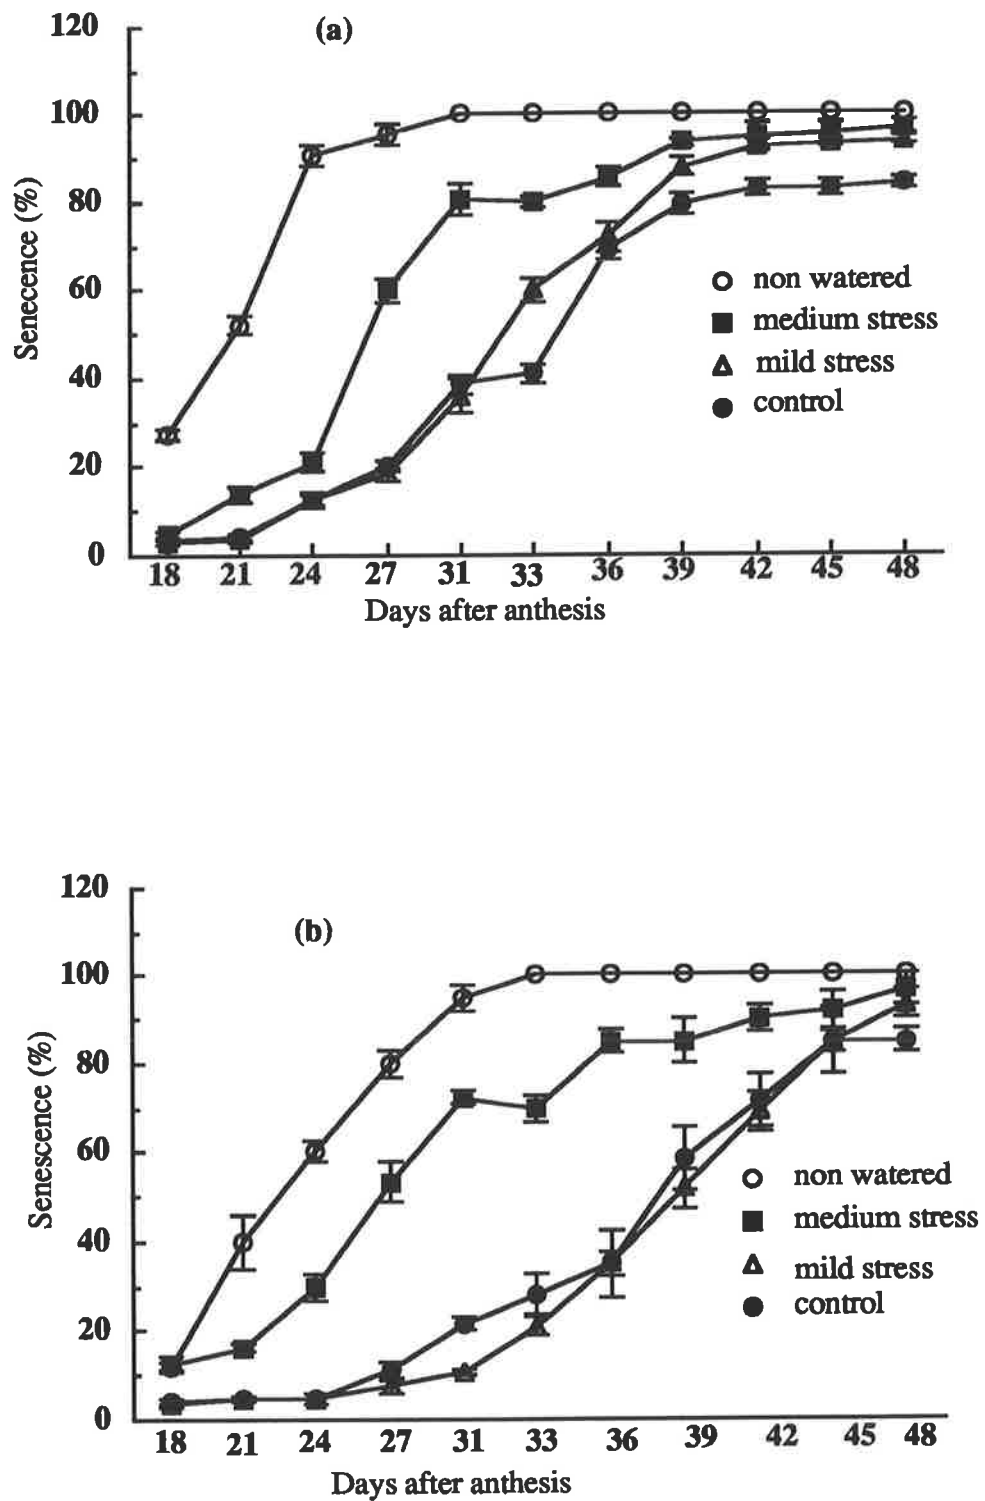 (a)
120
100
80
60
40
20
0
Senecence (%)
non watered
medium stress
mild stress
control
18 21 24 27 31 33 36 39 42 45 48
Days after anthesis
(b)
120
100
80
60
40
20
0
Senescence (%)
non watered
medium stress
mild stress
control
18 21 24 27 31 33 36 39 42 45 48
Days after anthesis